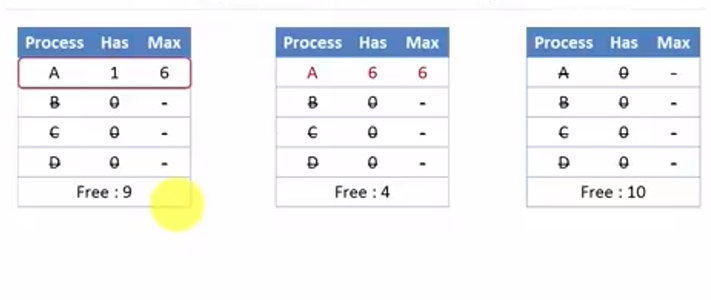 Process Has Max
A 1 6
B 0 -
C 0 -
D 0 -
Free : 9
Process Has Max
A 6 6
B 0 -
C 0 -
D 0 -
Free : 4
Process Has Max
A 0 -
B 0 -
C 0 -
D 0 -
Free : 10